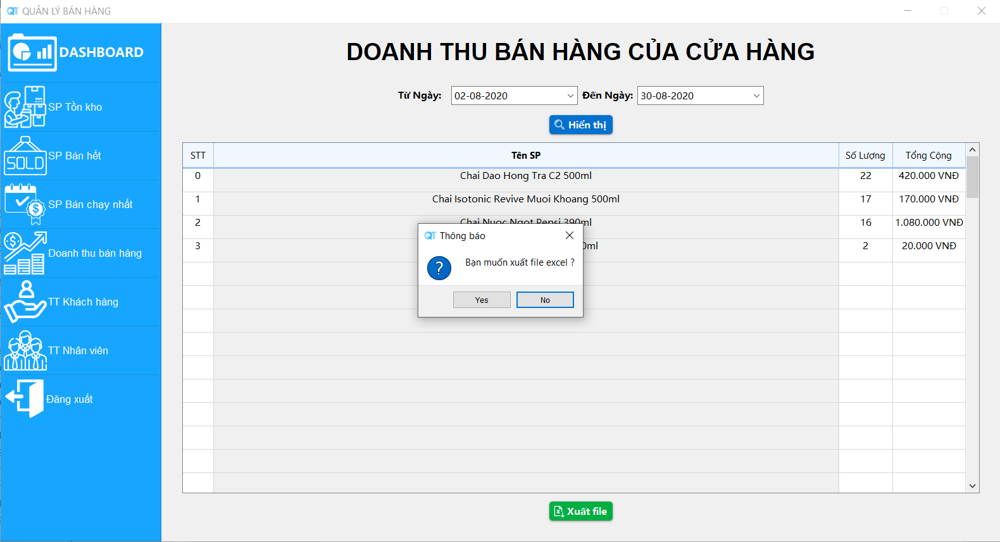 QT QUẢN LÝ BÁN HÀNG
DASHBOARD
SP Tồn kho
SOLD
SP Bán hết
SP Bán chạy nhất
Doanh thu bán hàng
TT Khách hàng
TT Nhân viên
Đăng xuất
DOANH THU BÁN HÀNG CỦA CỬA HÀNG
Từ Ngày: 02-08-2020 Đến Ngày: 30-08-2020
Hiển thị
STT Tên SP Số Lượng Tổng Cộng
0 Chai Dao Hong Tra C2 500ml 22 420.000 VNĐ
1 Chai Isotonic Revive Muoi Khoang 500ml 17 170.000 VNĐ
2 Chai Nuoc Ngot Pepsi 390ml 16 1.080.000 VNĐ
3 0ml 2 20.000 VNĐ
QT Thông báo
Bạn muốn xuất file excel ?
Yes No
Xuất file